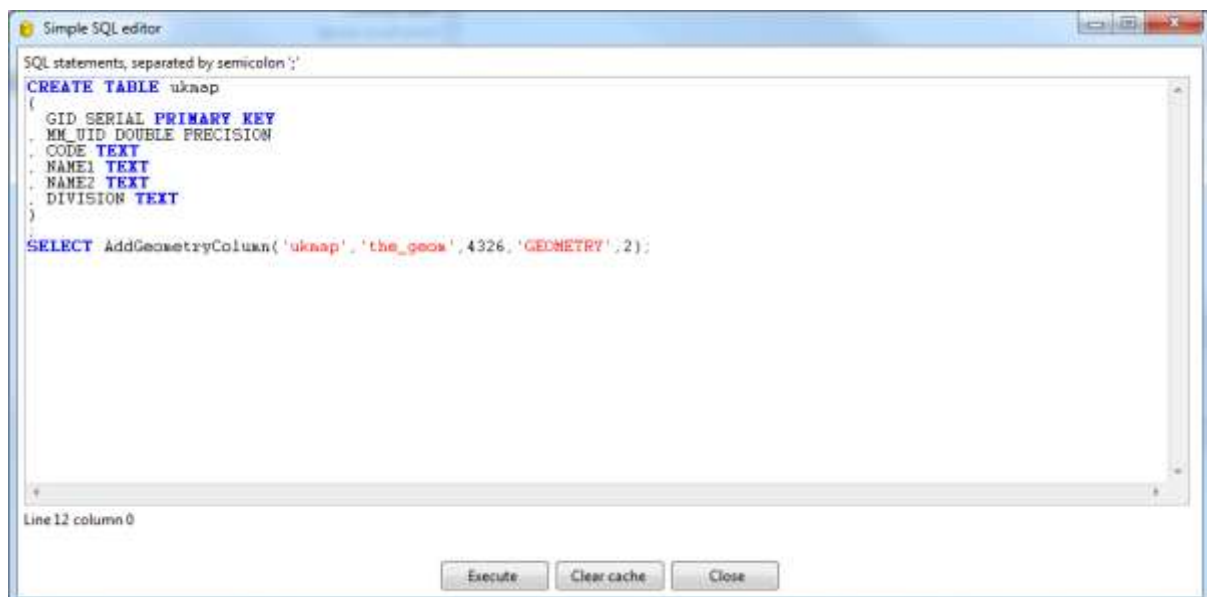 Simple SQL editor
SQL statements, separated by semicolon ';'
CREATE TABLE ukmap
(
GID SERIAL PRIMARY KEY
, MM_UID DOUBLE PRECISION
, CODE TEXT
, NAME1 TEXT
, NAME2 TEXT
, DIVISION TEXT
)
;
SELECT AddGeometryColumn('ukmap','the_geom',4326,'GEOMETRY',2);
Line 12 column 0
Execute Clear cache Close